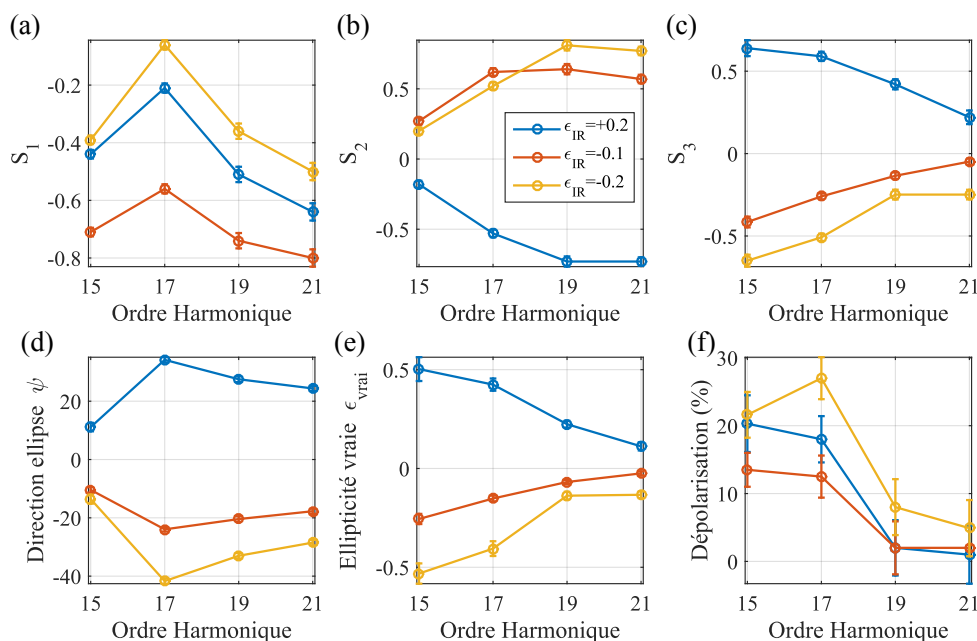 (a)
(b)
(c)
-0.2
-0.4
-0.6
-0.8
S1
15 17 19 21
Ordre Harmonique
0.5
0
-0.5
S2
ϵIR=+0.2
ϵIR=-0.1
ϵIR=-0.2
15 17 19 21
Ordre Harmonique
0.5
0
-0.5
S3
15 17 19 21
Ordre Harmonique
(d)
(e)
(f)
20
0
-20
-40
Direction ellipse ψ
15 17 19 21
Ordre Harmonique
0.5
0
-0.5
Ellipticité vraie ϵvrai
15 17 19 21
Ordre Harmonique
30
20
10
0
Dépolarisation (%)
15 17 19 21
Ordre Harmonique